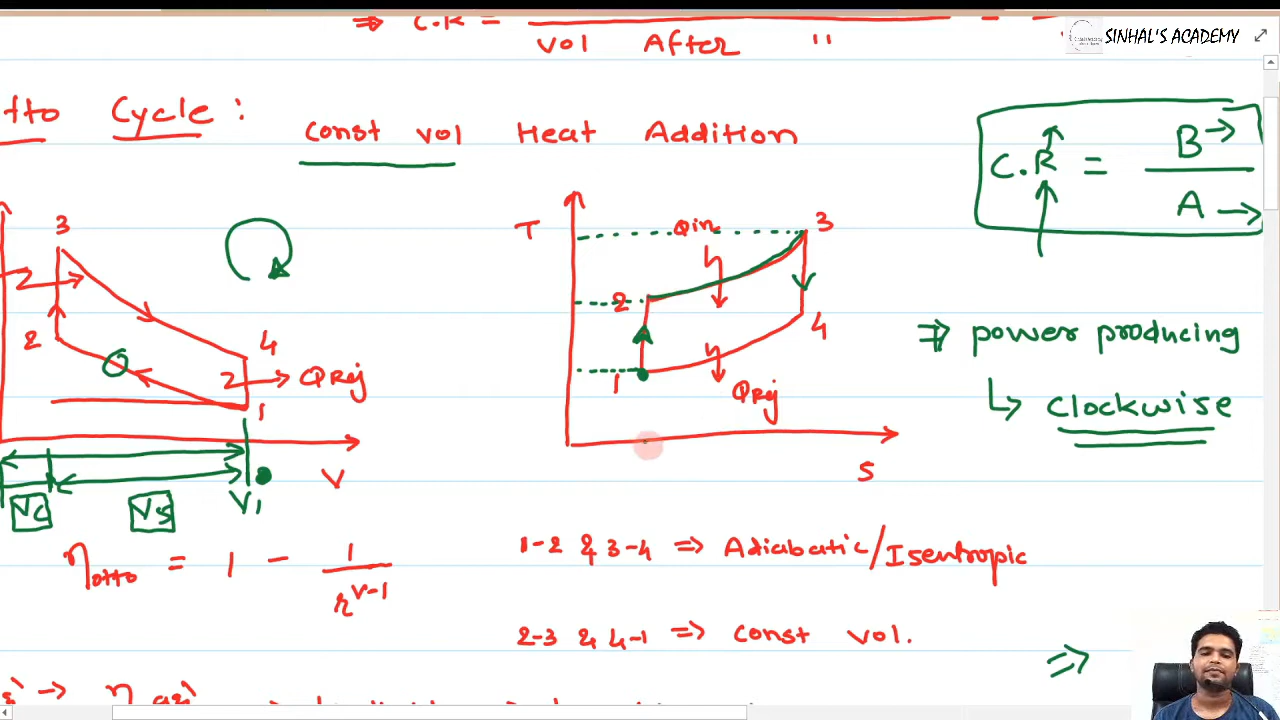 ⇒ C.R = =
Vol After "
SINHAL'S ACADEMY
tto Cycle :
Const vol Heat Addition
C.R = B → / A →
3
2
4
QRej
1
V
Vc Vs V1
T
Qin
3
2
4
1
QRej
S
⇒ power producing
↳ clockwise
ηotto = 1 - 1 / r^γ-1
1-2 & 3-4 ⇒ Adiabatic/Isentropic
2-3 & 4-1 ⇒ const vol.
⇒